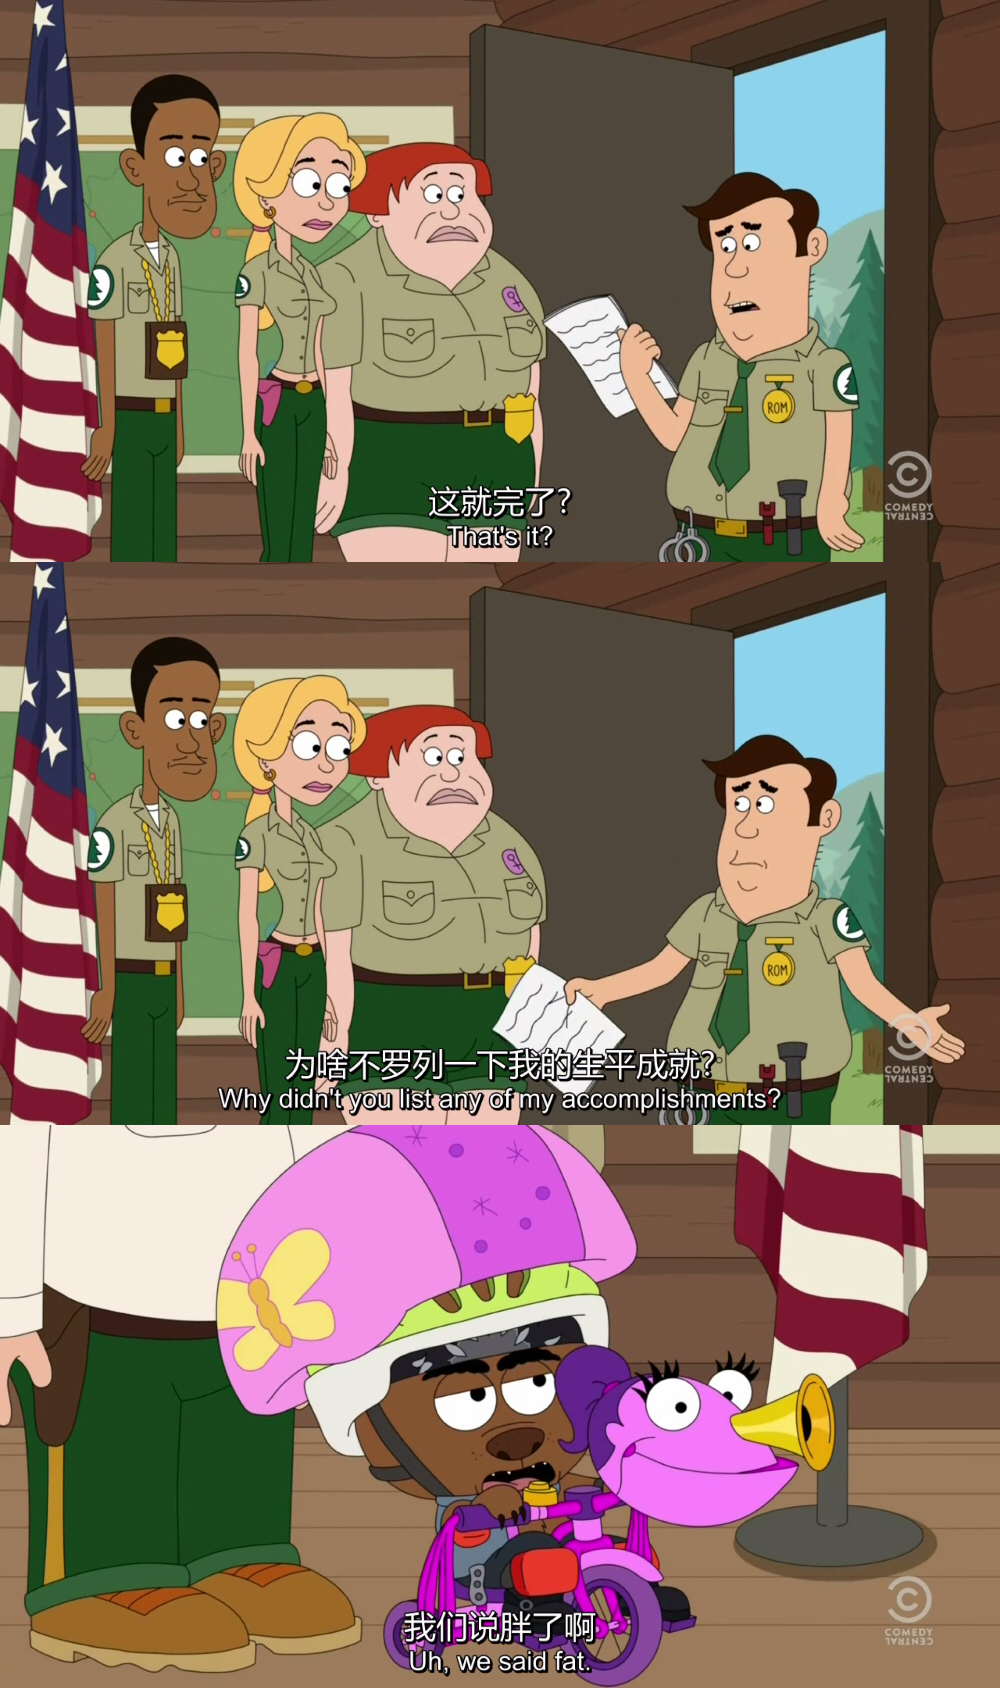 ROM
COMEDY
CENTRAL
这就完了?
That's it?
ROM
COMEDY
CENTRAL
为啥不罗列一下我的生平成就?
Why didn't you list any of my accomplishments?
COMEDY
CENTRAL
我们说胖了啊
Uh, we said fat.